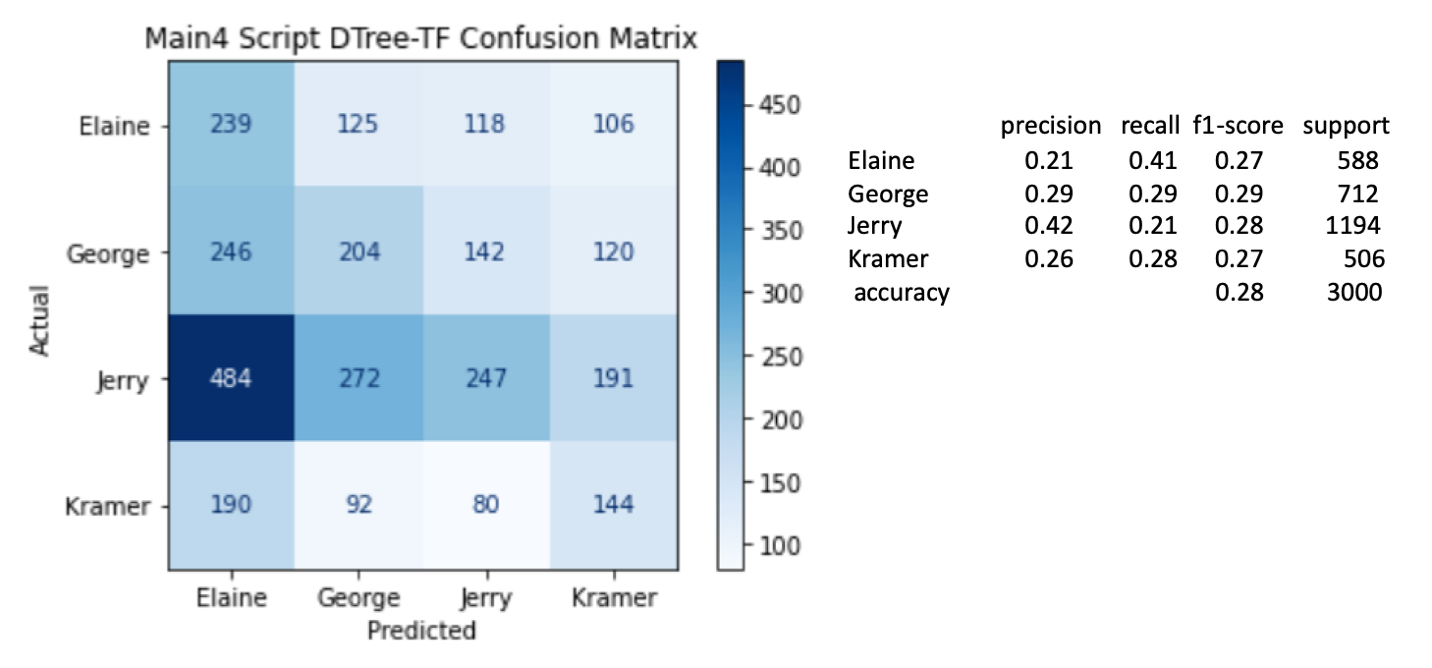 Main4 Script DTree-TF Confusion Matrix
Elaine 239 125 118 106
George 246 204 142 120
Jerry 484 272 247 191
Kramer 190 92 80 144
Elaine George Jerry Kramer
Predicted
Actual
450
400
350
300
250
200
150
100
precision recall f1-score support
Elaine 0.21 0.41 0.27 588
George 0.29 0.29 0.29 712
Jerry 0.42 0.21 0.28 1194
Kramer 0.26 0.28 0.27 506
accuracy 0.28 3000